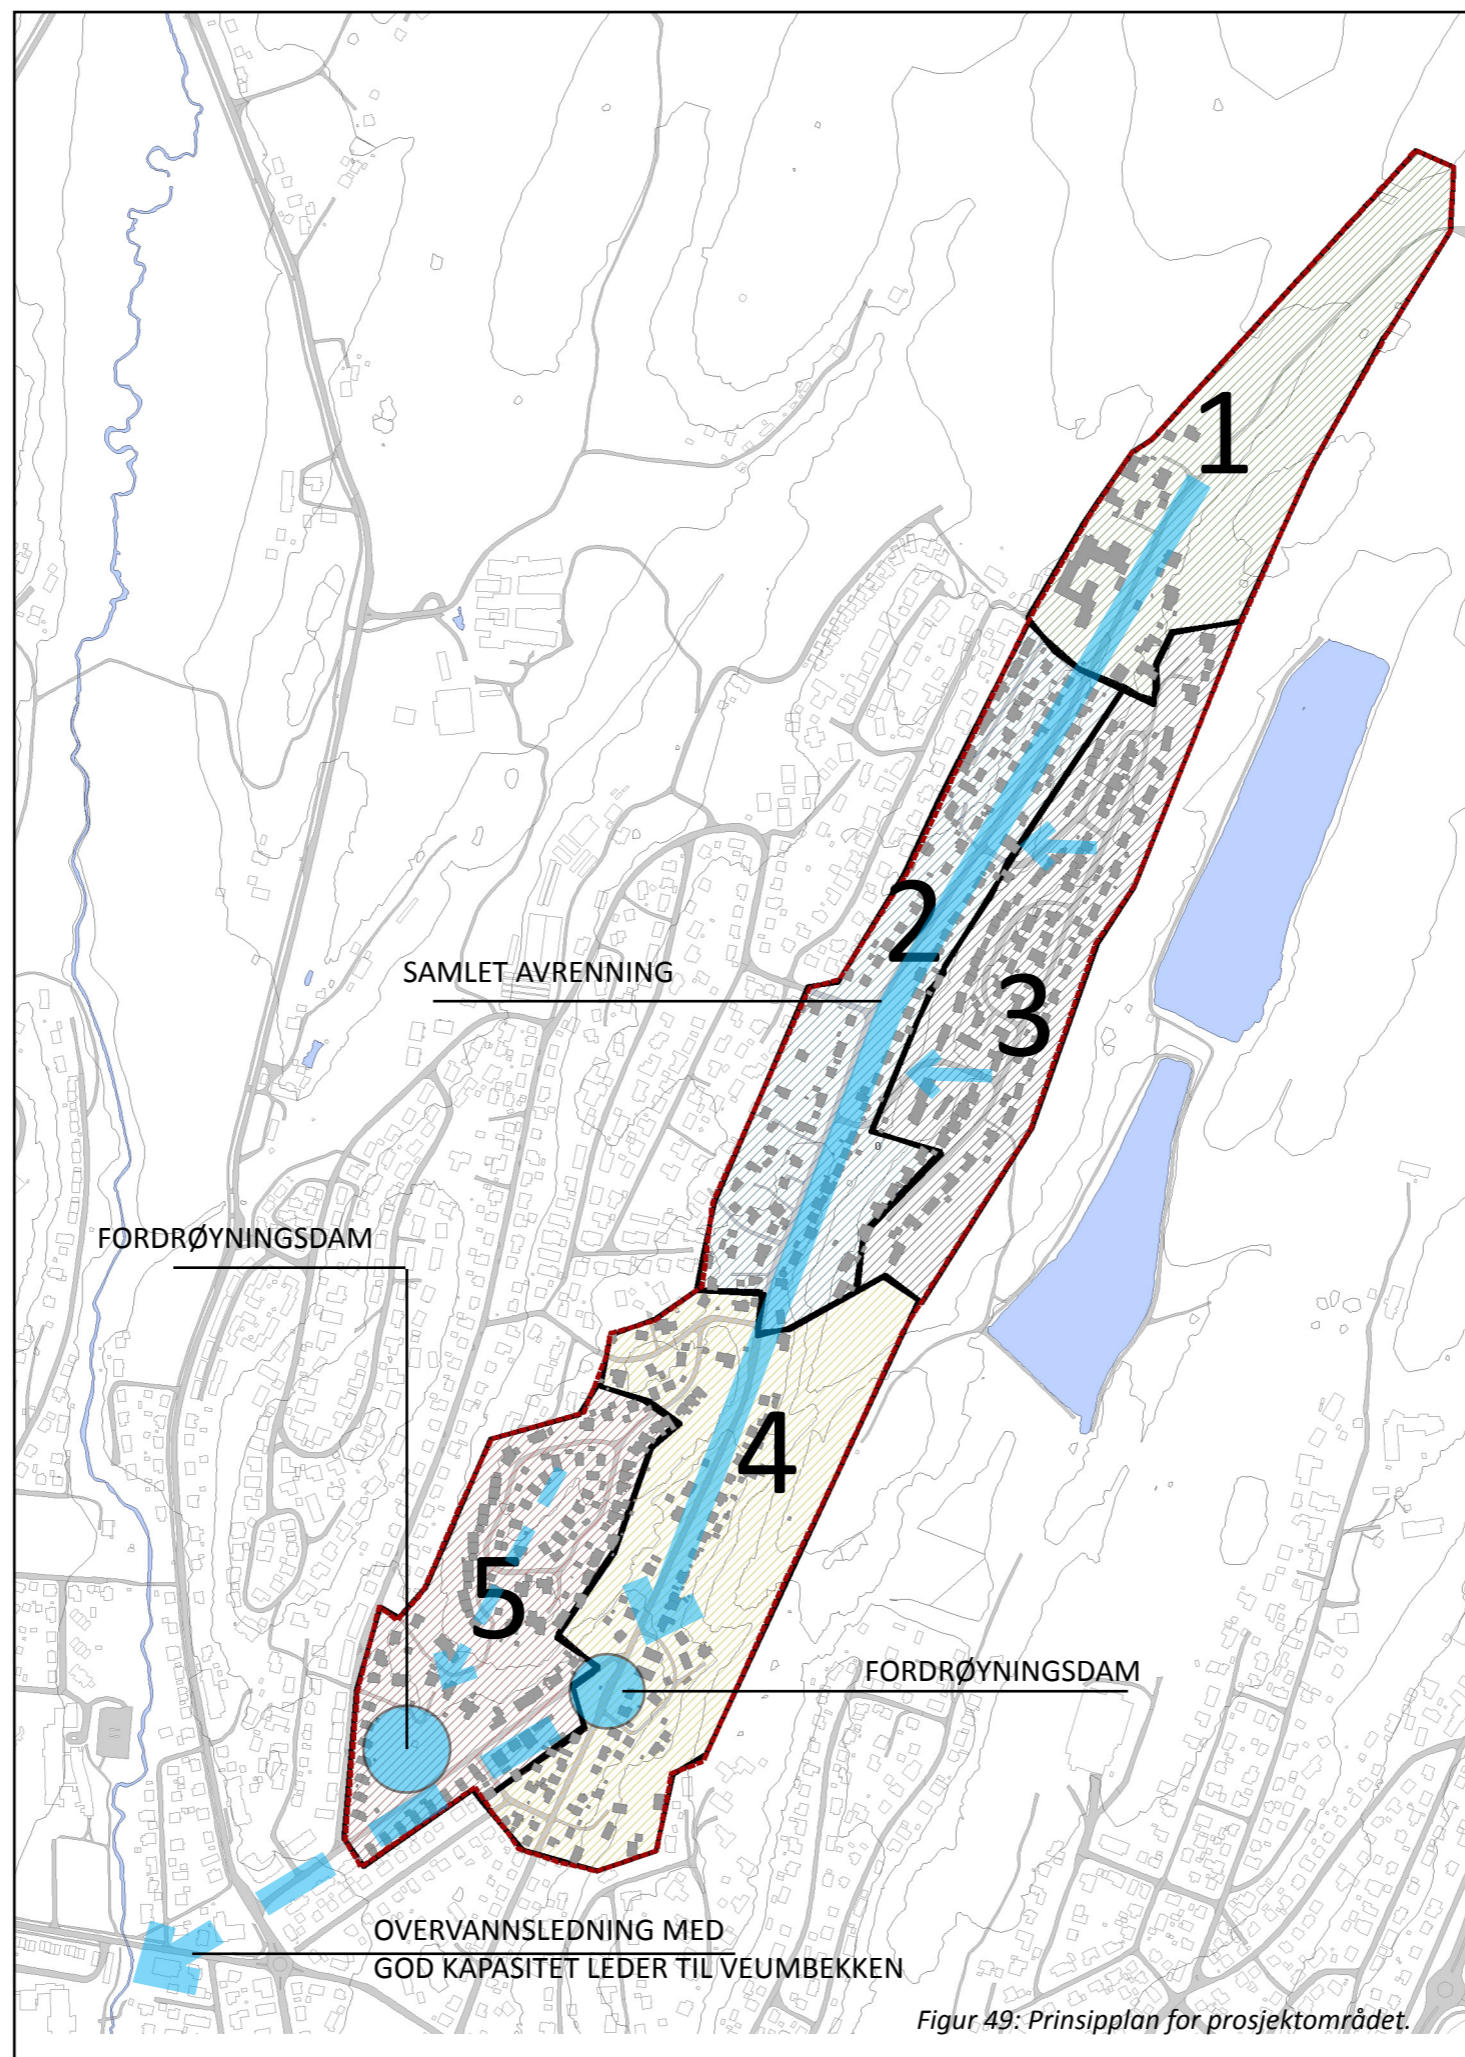 1
2
SAMLET AVRENNING
3
FORDRØYNINGSDAM
4
5
FORDRØYNINGSDAM
OVERVANNSLEDNING MED
GOD KAPASITET LEDER TIL VEUMBEKKEN
Figur 49: Prinsipplan for prosjektområdet.